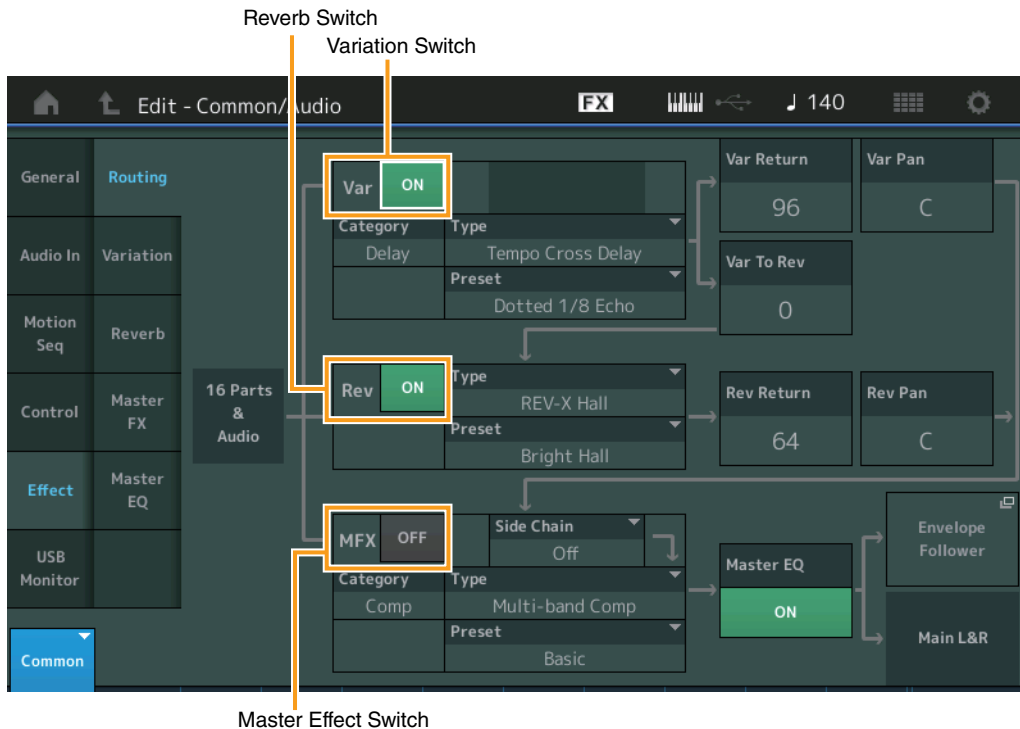 Reverb Switch
Variation Switch
Edit - Common/Audio
FX
♩ 140
General
Routing
Var
ON
Var Return
96
Var Pan
C
Category
Delay
Type
Tempo Cross Delay
Preset
Dotted 1/8 Echo
Audio In
Variation
Var To Rev
0
Motion
Seq
Reverb
16 Parts
&
Audio
Rev
ON
Type
REV-X Hall
Preset
Bright Hall
Rev Return
64
Rev Pan
C
Control
Master
FX
Effect
Master
EQ
MFX
OFF
Side Chain
Off
Category
Comp
Type
Multi-band Comp
Preset
Basic
Master EQ
ON
Envelope
Follower
Main L&R
USB
Monitor
Common
Master Effect Switch